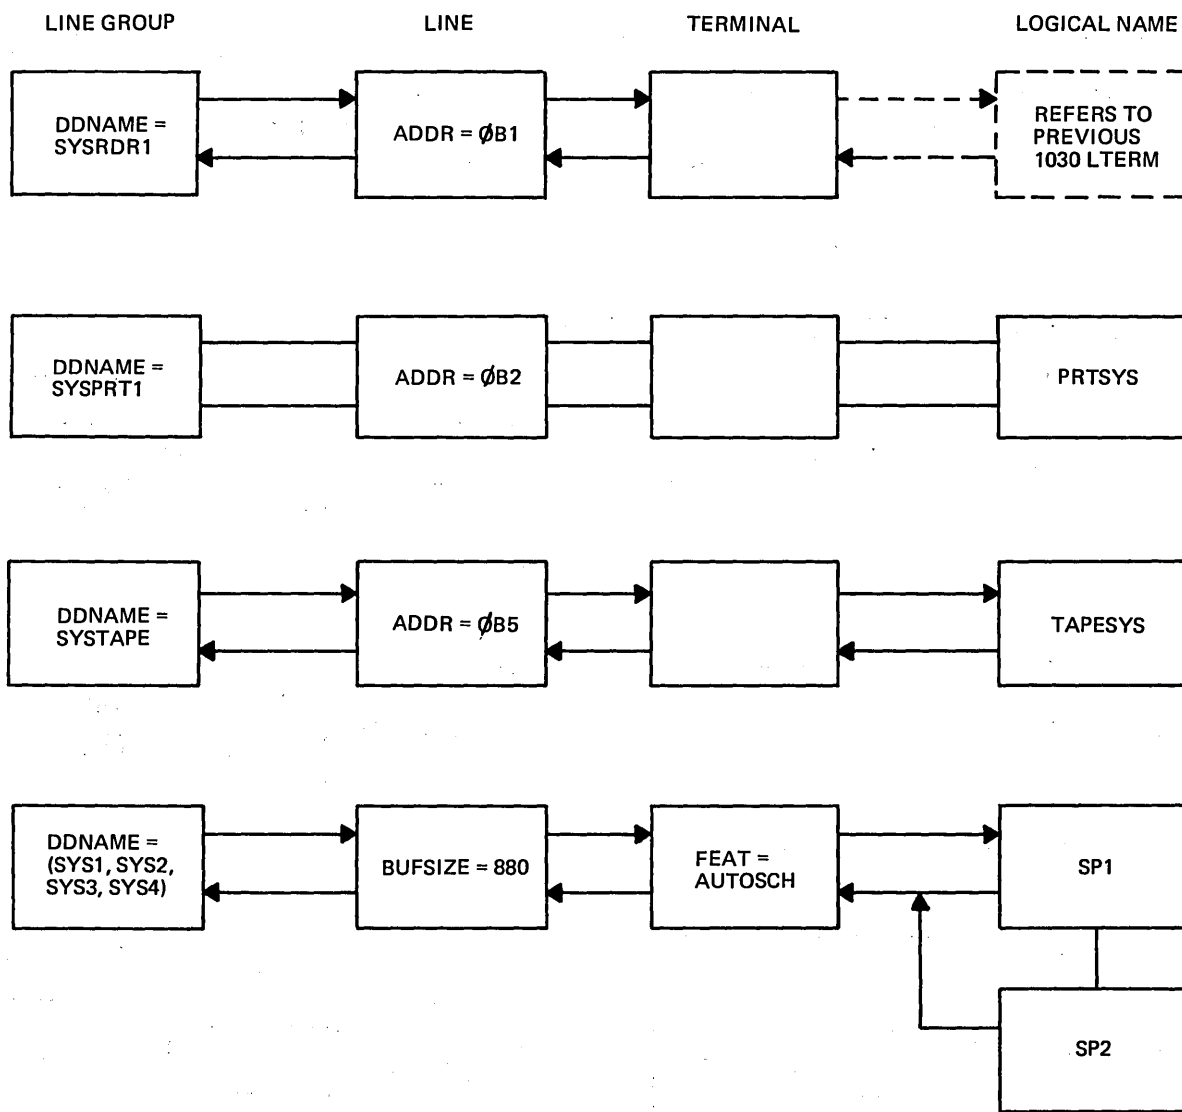 LINE GROUP LINE TERMINAL LOGICAL NAME
DDNAME =
SYSRDR1
ADDR = ØB1
REFERS TO
PREVIOUS
1030 LTERM
DDNAME =
SYSPRT1
ADDR = ØB2
PRTSYS
DDNAME =
SYSTAPE
ADDR = ØB5
TAPESYS
DDNAME =
(SYS1, SYS2,
SYS3, SYS4)
BUFSIZE = 880
FEAT =
AUTOSCH
SP1
SP2